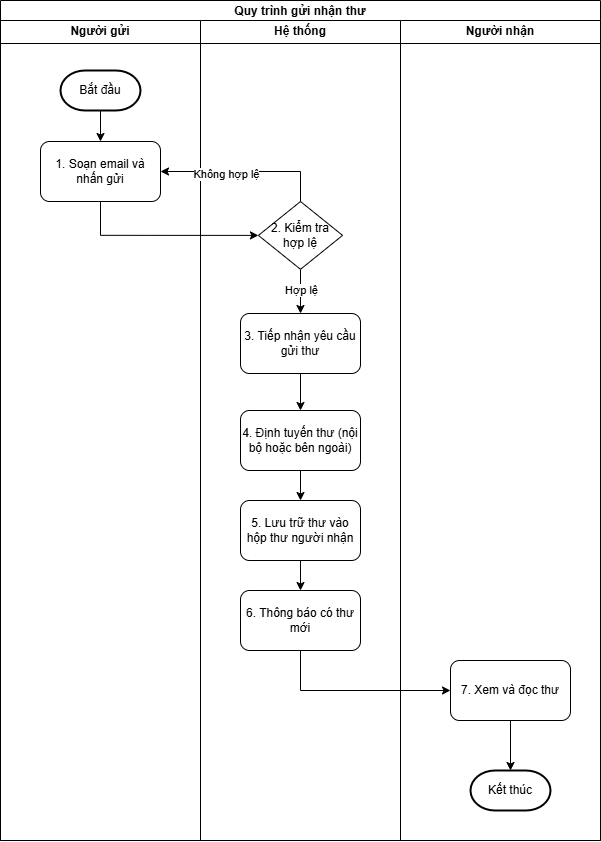 Quy trình gửi nhận thư
Người gửi
Hệ thống
Người nhận
Bắt đầu
1. Soạn email và
nhấn gửi
Không hợp lệ
2. Kiểm tra
hợp lệ
Hợp lệ
3. Tiếp nhận yêu cầu
gửi thư
4. Định tuyến thư (nội
bộ hoặc bên ngoài)
5. Lưu trữ thư vào
hộp thư người nhận
6. Thông báo có thư
mới
7. Xem và đọc thư
Kết thúc